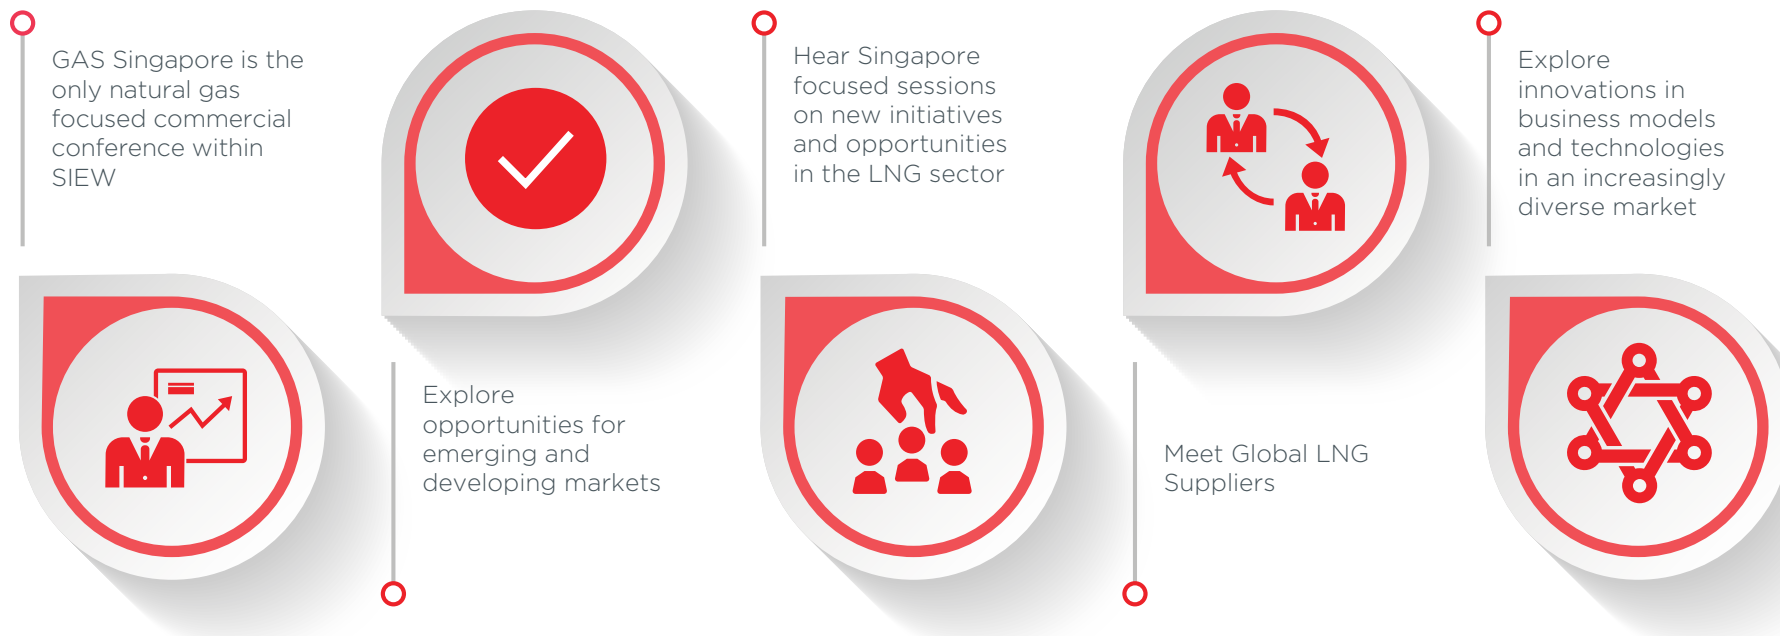 GAS Singapore is the
only natural gas
focused commercial
conference within
SIEW
Explore
opportunities for
emerging and
developing markets
Hear Singapore
focused sessions
on new initiatives
and opportunities
in the LNG sector
Meet Global LNG
Suppliers
Explore
innovations in
business models
and technologies
in an increasingly
diverse market